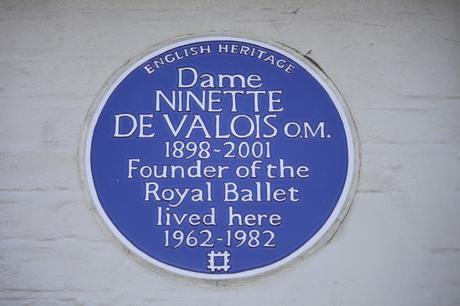 ENGLISH HERITAGE
Dame
NINETTE
DE VALOIS O.M.
1898-2001
Founder of the
Royal Ballet
lived here
1962-1982